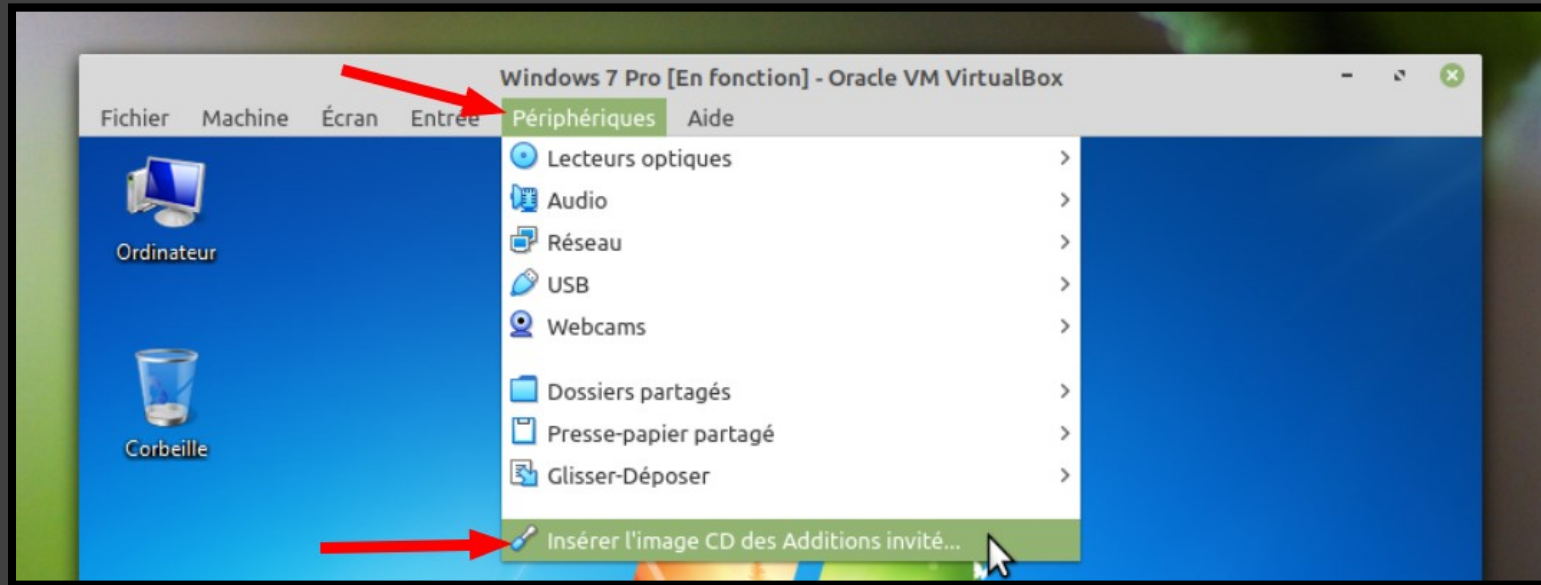 Windows 7 Pro [En fonction] - Oracle VM VirtualBox
Fichier Machine Écran Entrée Périphériques Aide
Ordinateur
Corbeille
Lecteurs optiques
Audio
Réseau
USB
Webcams
Dossiers partagés
Presse-papier partagé
Glisser-Déposer
Insérer l'image CD des Additions invité...